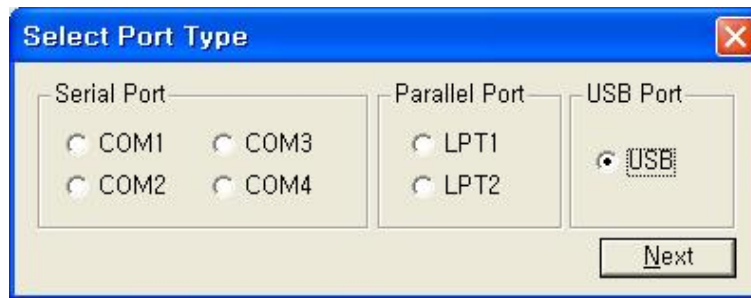 Select Port Type
Serial Port
COM1 COM3
COM2 COM4
Parallel Port
LPT1
LPT2
USB Port
USB
Next